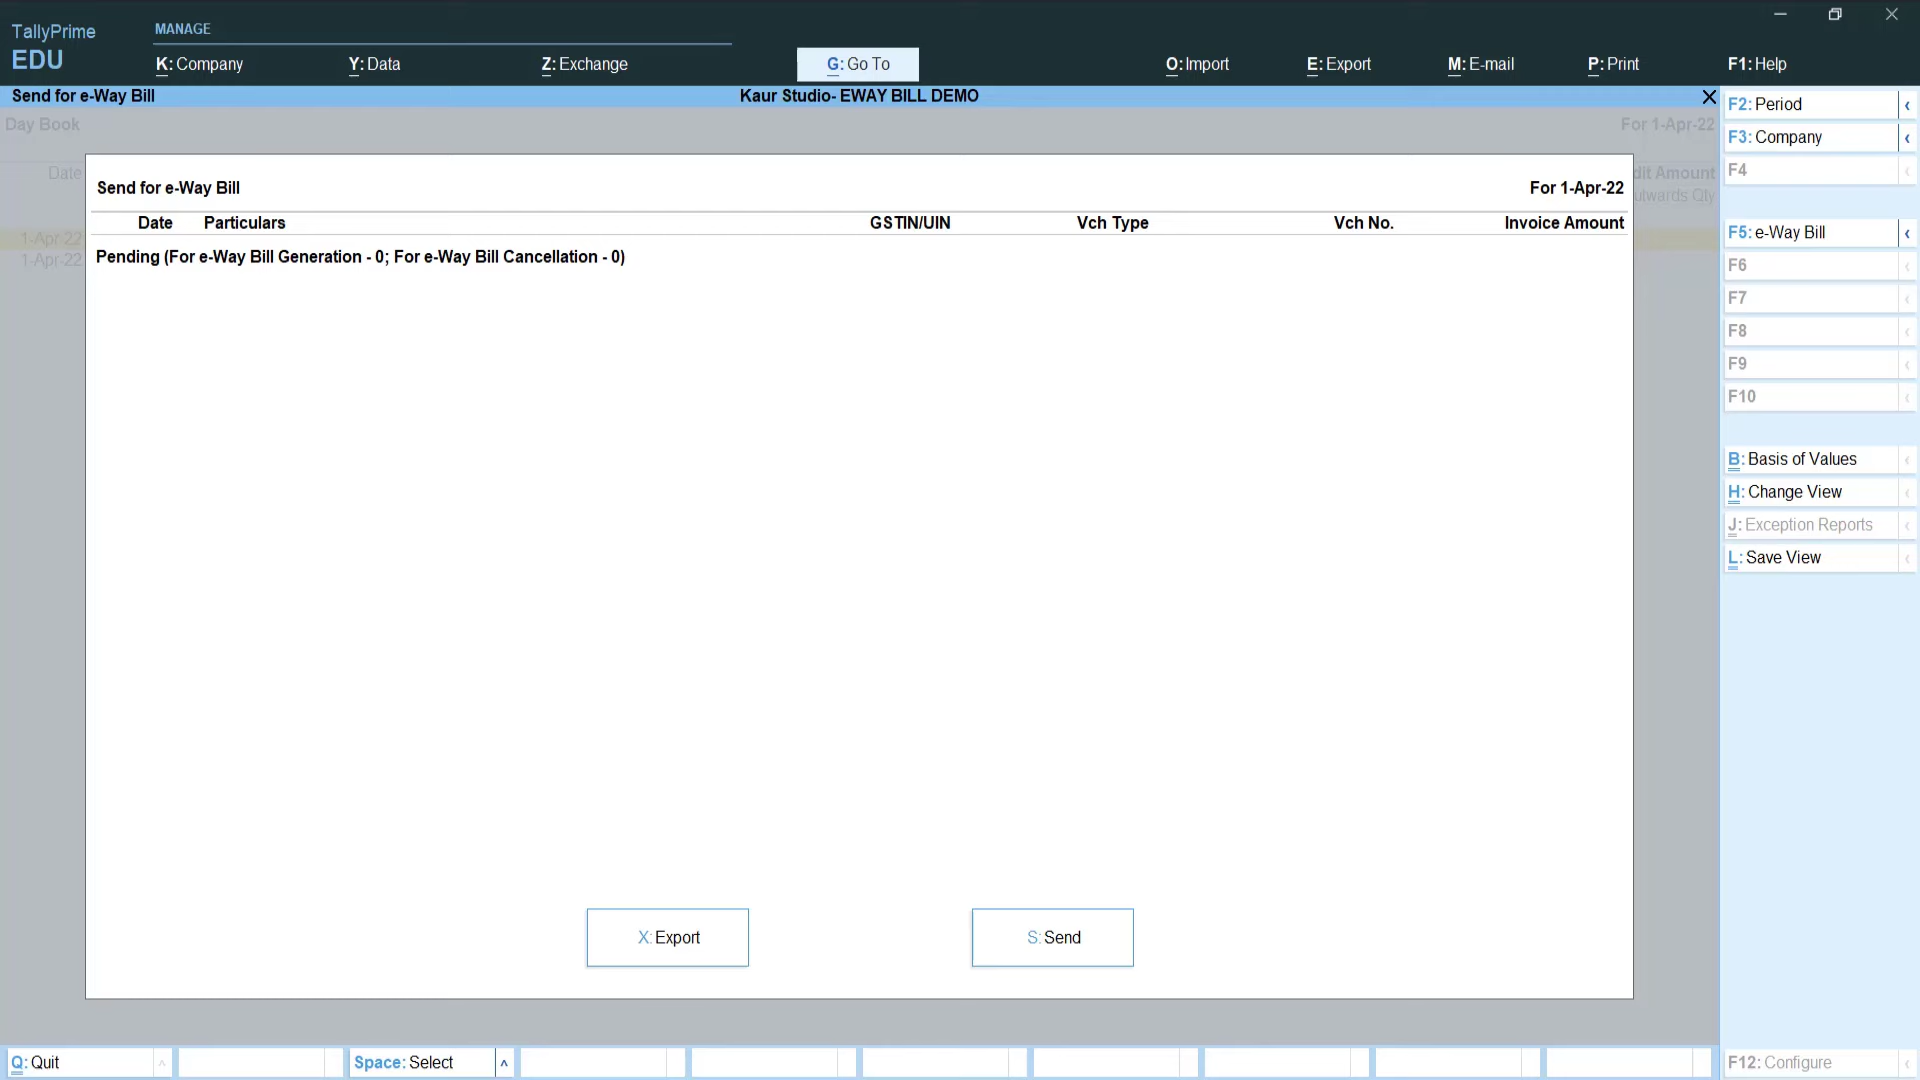 TallyPrime
EDU
MANAGE
K: Company
Y: Data
Z: Exchange
G: Go To
O: Import
E: Export
M: E-mail
P: Print
F1: Help
Send for e-Way Bill
Kaur Studio- EWAY BILL DEMO
Day Book
For 1-Apr-22
Date
dit Amount
1-Apr-22
1-Apr-22
Send for e-Way Bill
For 1-Apr-22
Date Particulars GSTIN/UIN Vch Type Vch No. Invoice Amount
Pending (For e-Way Bill Generation - 0; For e-Way Bill Cancellation - 0)
X: Export
S: Send
F2: Period
F3: Company
F4
F5: e-Way Bill
F6
F7
F8
F9
F10
B: Basis of Values
H: Change View
J: Exception Reports
L: Save View
Q: Quit
Space: Select
F12: Configure